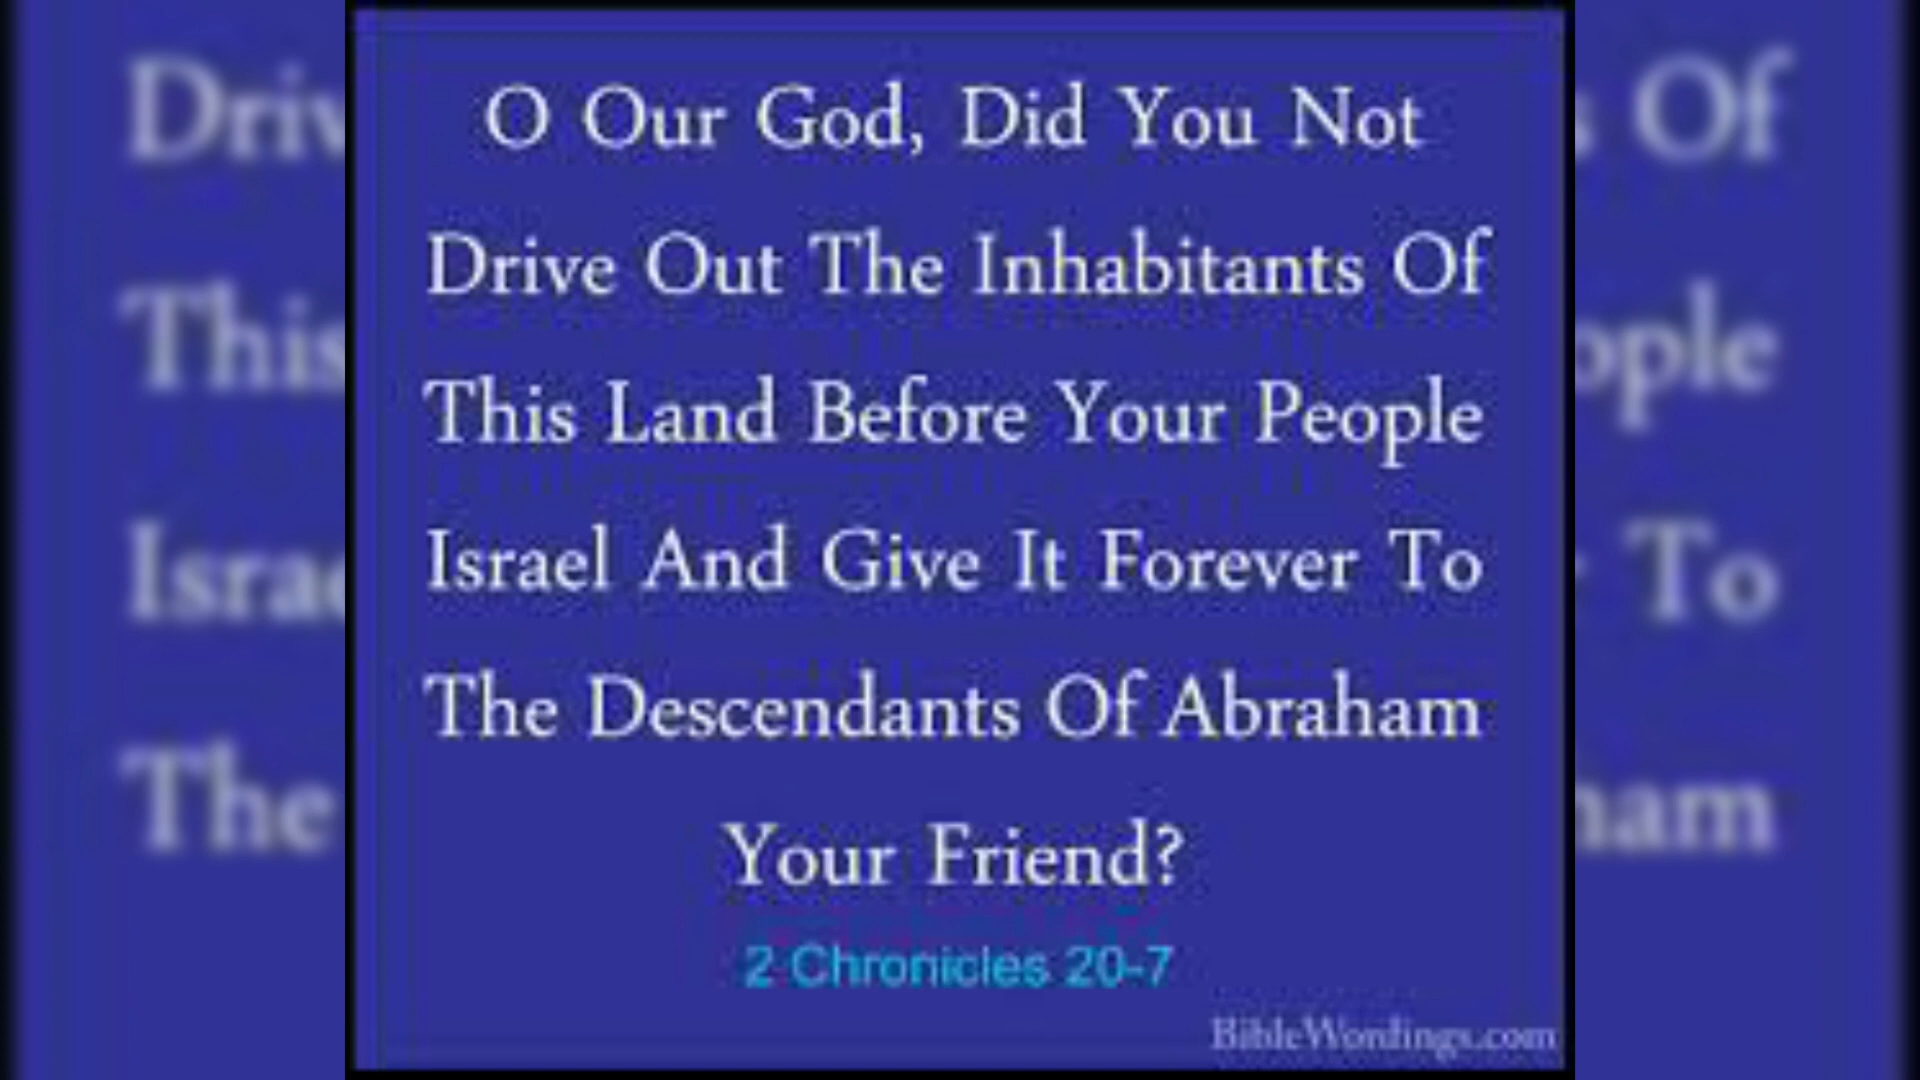 O Our God, Did You Not
Drive Out The Inhabitants Of
This Land Before Your People
Israel And Give It Forever To
The Descendants Of Abraham
Your Friend?
2 Chronicles 20-7
BibleWordings.com